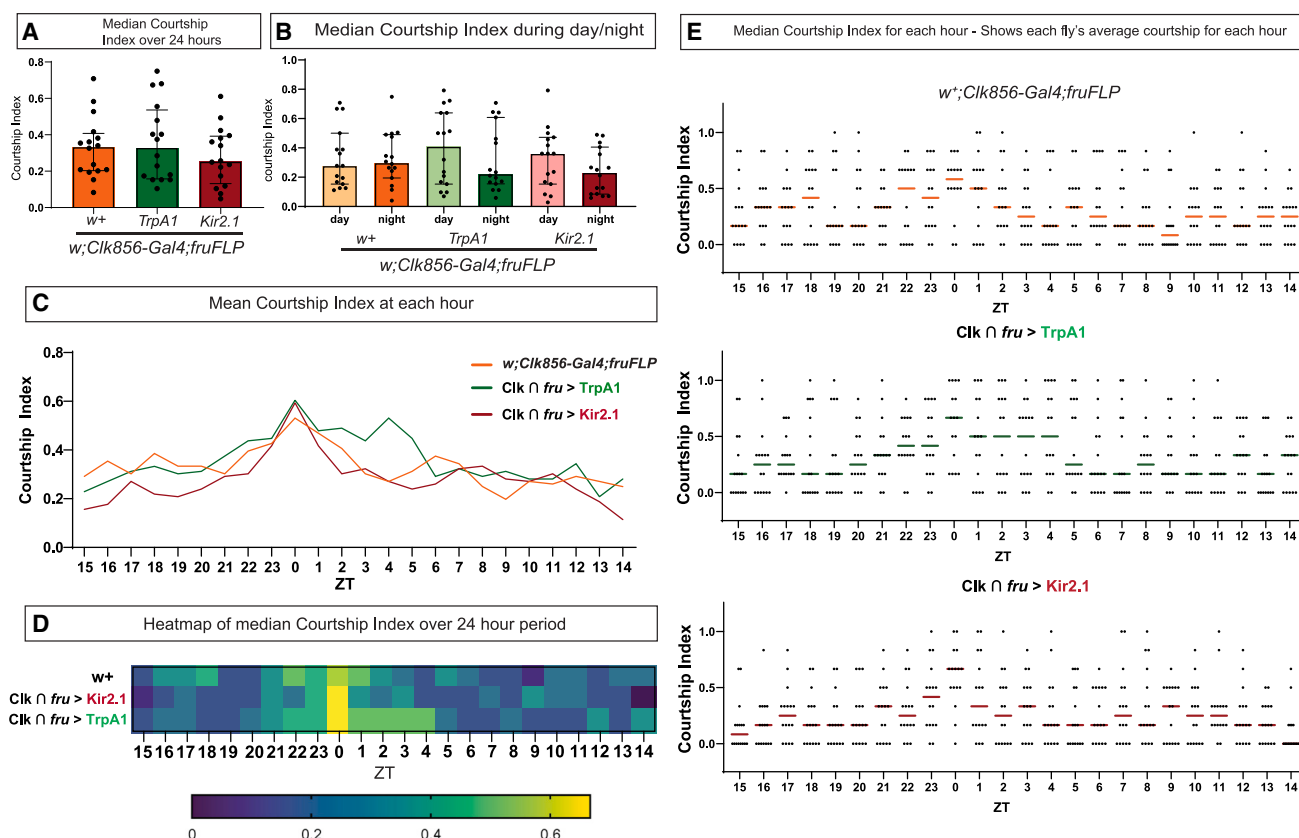 A
Median Courtship
Index over 24 hours
Courtship Index
0.8
0.6
0.4
0.2
0.0
w+ TrpA1 Kir2.1
w;Clk856-Gal4;fruFLP
B
Median Courtship Index during day/night
courtship index
1.0
0.8
0.6
0.4
0.2
0.0
day night day night day night
w+ TrpA1 Kir2.1
w;Clk856-Gal4;fruFLP
C
Mean Courtship Index at each hour
Courtship Index
0.8
0.6
0.4
0.2
0.0
w;Clk856-Gal4;fruFLP
Clk ∩ fru > TrpA1
Clk ∩ fru > Kir2.1
15 16 17 18 19 20 21 22 23 0 1 2 3 4 5 6 7 8 9 10 11 12 13 14
ZT
D
Heatmap of median Courtship Index over 24 hour period
w+
Clk ∩ fru > Kir2.1
Clk ∩ fru > TrpA1
15 16 17 18 19 20 21 22 23 0 1 2 3 4 5 6 7 8 9 10 11 12 13 14
ZT
0 0.2 0.4 0.6
E
Median Courtship Index for each hour - Shows each fly's average courtship for each hour
w⁺;Clk856-Gal4;fruFLP
Courtship Index
1.0
0.5
0.0
15 16 17 18 19 20 21 22 23 0 1 2 3 4 5 6 7 8 9 10 11 12 13 14
ZT
Clk ∩ fru > TrpA1
Courtship Index
1.0
0.5
0.0
15 16 17 18 19 20 21 22 23 0 1 2 3 4 5 6 7 8 9 10 11 12 13 14
ZT
Clk ∩ fru > Kir2.1
Courtship Index
1.0
0.5
0.0
15 16 17 18 19 20 21 22 23 0 1 2 3 4 5 6 7 8 9 10 11 12 13 14
ZT